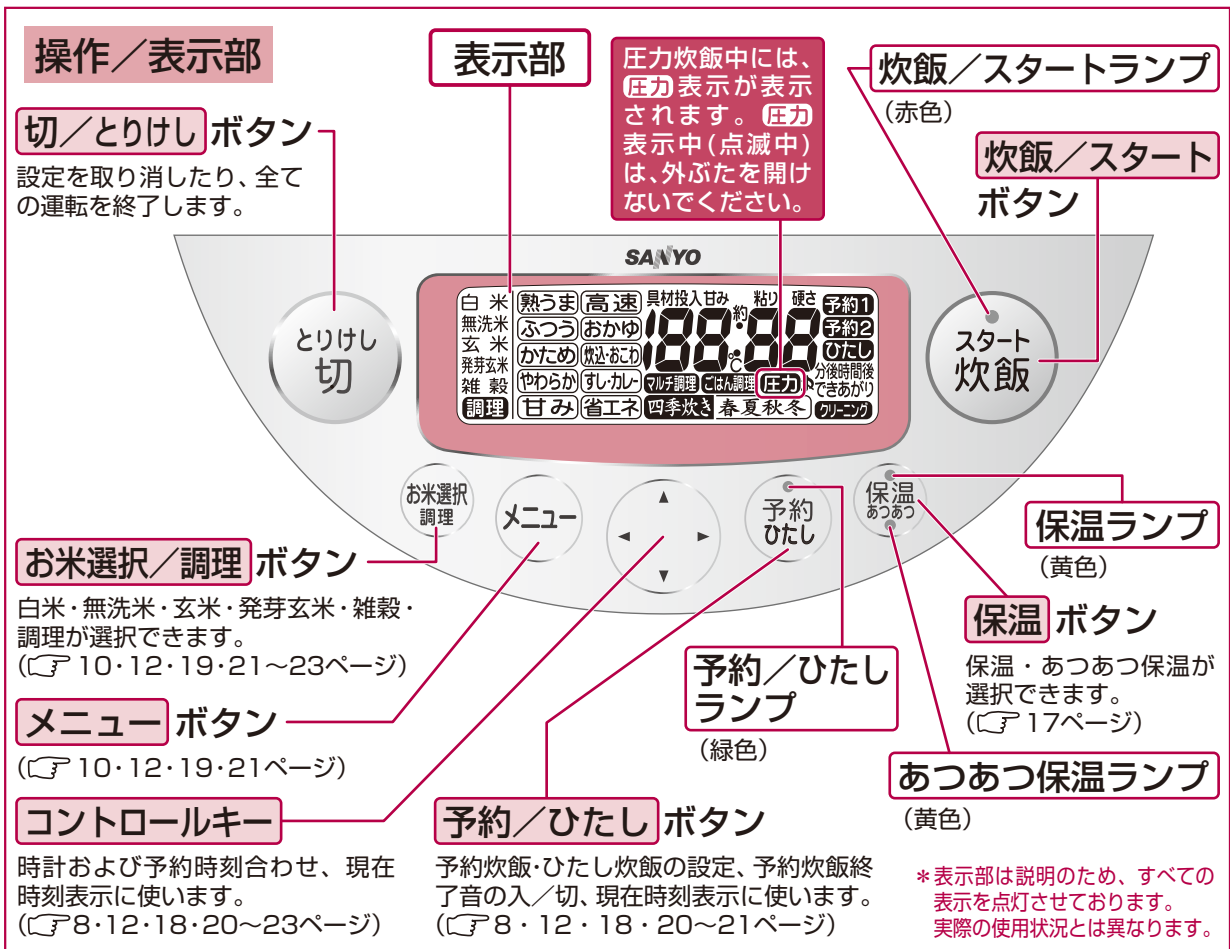 操作／表示部
表示部
圧力炊飯中には、
圧力表示が表示
されます。圧力
表示中(点滅中)
は、外ぶたを開け
ないでください。
炊飯／スタートランプ
(赤色)
切／とりけし ボタン
設定を取り消したり、全て
の運転を終了します。
炊飯／スタート
ボタン
SANYO
とりけし
切
白米
無洗米
玄米
発芽玄米
雑穀
調理
熟うま 高速
ふつう おかゆ
かため 炊込・おこわ
やわらか すし・カレー
甘み 省エネ
具材投入 甘み 約 粘り 硬さ
188:88
℃
マルチ調理 ごはん調理 圧力
四季炊き 春夏秋冬
予約1
予約2
ひたし
分後時間後
できあがり
クリーニング
スタート
炊飯
お米選択
調理
メニュー
▲
◀ ▶
▼
予約
ひたし
保温
あつあつ
お米選択／調理 ボタン
白米・無洗米・玄米・発芽玄米・雑穀・
調理が選択できます。
(☞10・12・19・21～23ページ)
メニュー ボタン
(☞10・12・19・21ページ)
コントロールキー
時計および予約時刻合わせ、現在
時刻表示に使います。
(☞8・12・18・20～23ページ)
予約／ひたし ボタン
予約炊飯・ひたし炊飯の設定、予約炊飯終
了音の入／切、現在時刻表示に使います。
(☞8・12・18・20～21ページ)
予約／ひたし
ランプ
(緑色)
保温ランプ
(黄色)
保温 ボタン
保温・あつあつ保温が
選択できます。
(☞17ページ)
あつあつ保温ランプ
(黄色)
＊表示部は説明のため、すべての
表示を点灯させております。
実際の使用状況とは異なります。